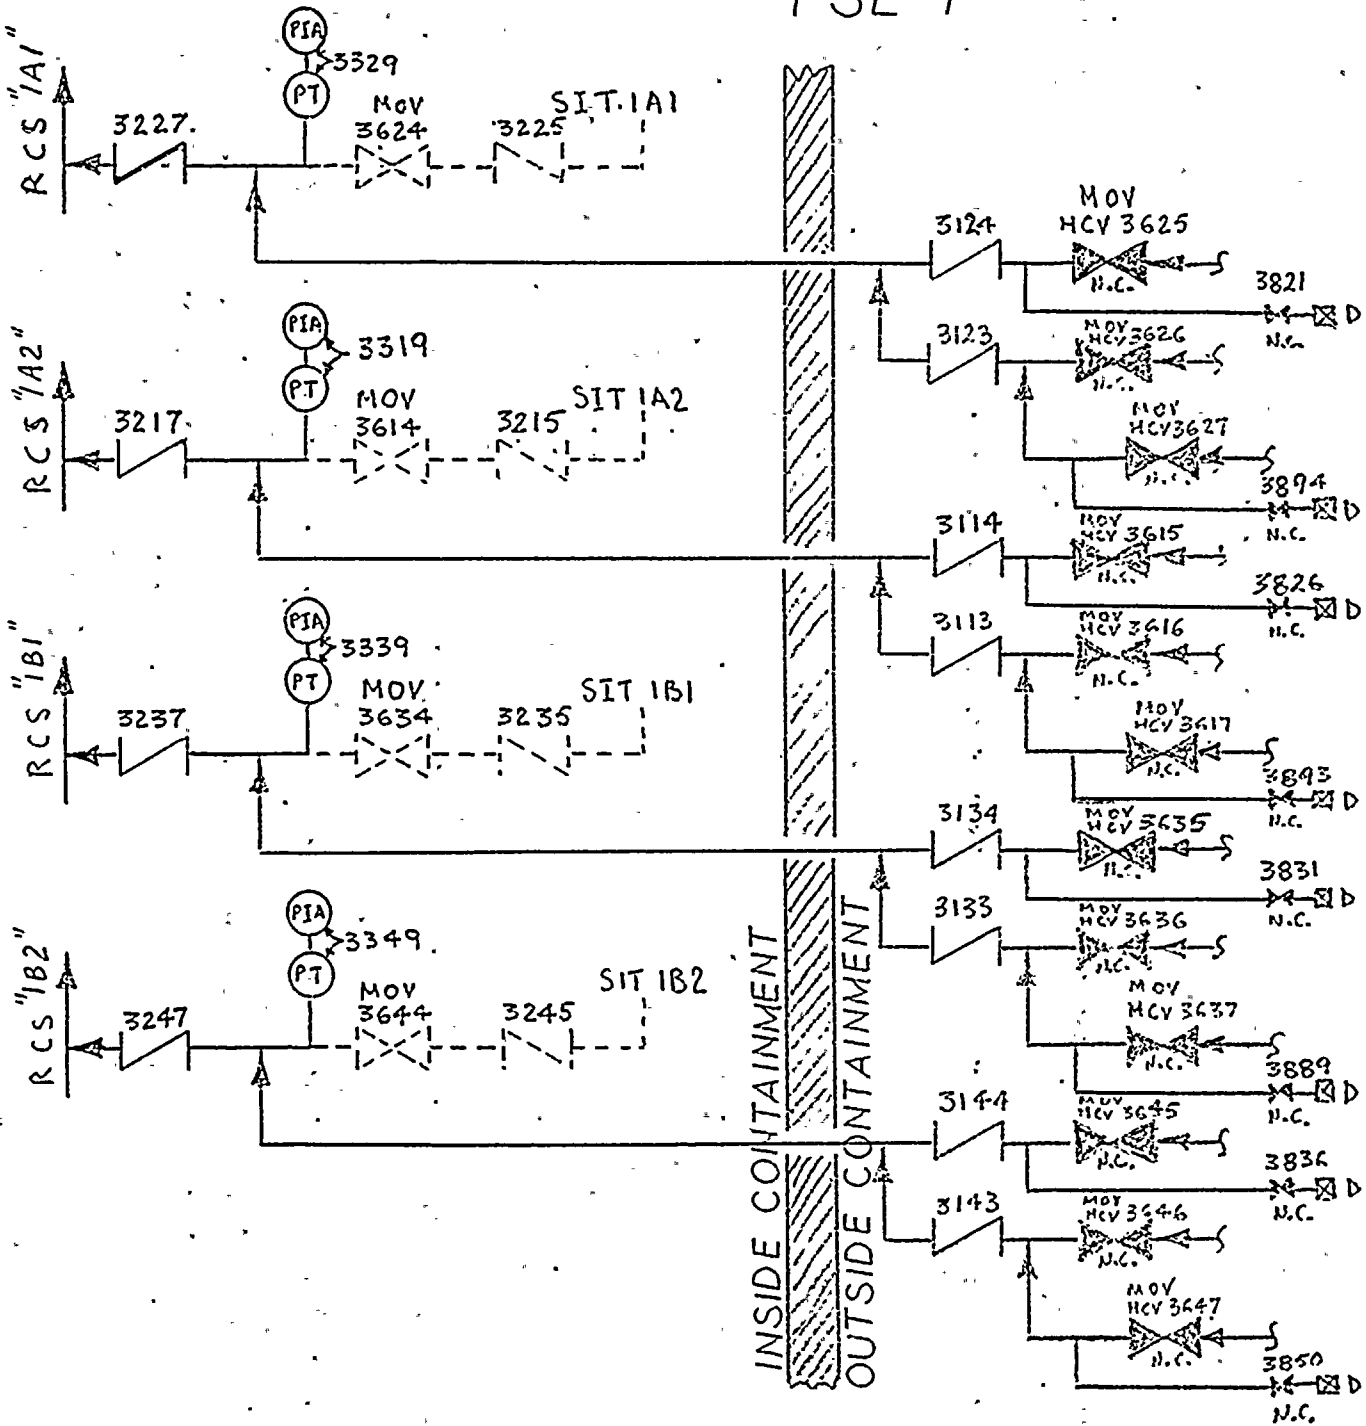 PSL 1
RCS "1A1"
PIA
PT
3329
3227
MOV
3624
3225
SIT 1A1
3124
MOV
HCV 3625
N.C.
3821
N.C.
3123
MOV
HCV 3626
N.C.
MOV
HCV 3627
N.C.
3894
N.C.
RCS "1A2"
PIA
PT
3319
3217
MOV
3614
3215
SIT 1A2
3114
MOV
HCV 3615
N.C.
3826
N.C.
3113
MOV
HCV 3616
N.C.
MOV
HCV 3617
N.C.
3893
N.C.
RCS "1B1"
PIA
PT
3339
3237
MOV
3634
3235
SIT 1B1
3134
MOV
HCV 3635
N.C.
3831
N.C.
3133
MOV
HCV 3636
N.C.
MOV
HCV 3637
N.C.
3889
N.C.
RCS "1B2"
PIA
PT
3349
3247
MOV
3644
3245
SIT 1B2
3144
MOV
HCV 3645
N.C.
3836
N.C.
3143
MOV
HCV 3646
N.C.
MOV
HCV 3647
N.C.
3850
N.C.
INSIDE CONTAINMENT
OUTSIDE CONTAINMENT